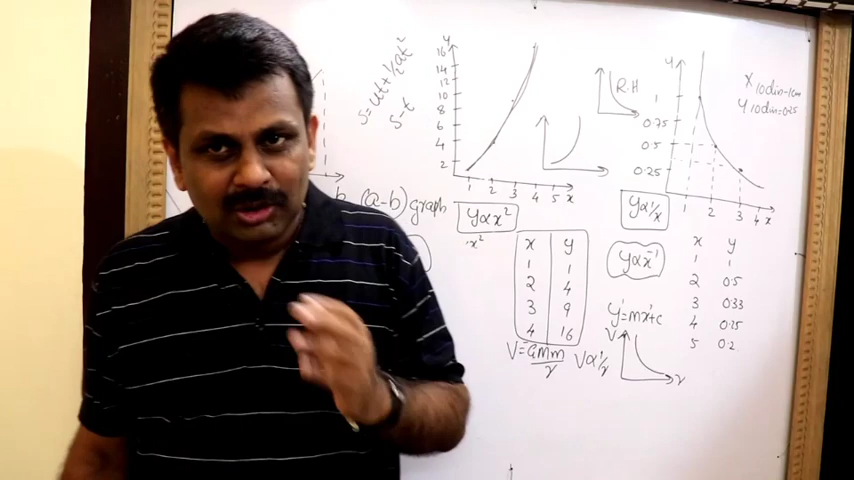 S=ut+½at²
S-t
(a-b) graph
y
16
14
12
10
8
6
4
2
1 2 3 4 5 x
y∝x²
x²
x y
1 1
2 4
3 9
4 16
R.H
y
1
0.75
0.5
0.25
1 2 3 4 x
X 10div=1cm
Y 10div=0.25
y∝1/x
y∝x⁻¹
y=mx+c
x y
1 1
2 0.5
3 0.33
4 0.25
5 0.2
V=GMm/r V∝1/r
V
r